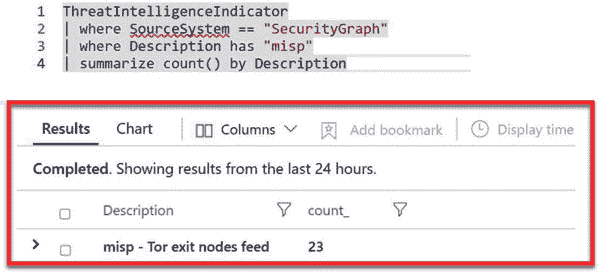 1 ThreatIntelligenceIndicator
2 | where SourceSystem == "SecurityGraph"
3 | where Description has "misp"
4 | summarize count() by Description
Results Chart Columns Add bookmark Display time
Completed. Showing results from the last 24 hours.
Description count_
misp - Tor exit nodes feed 23